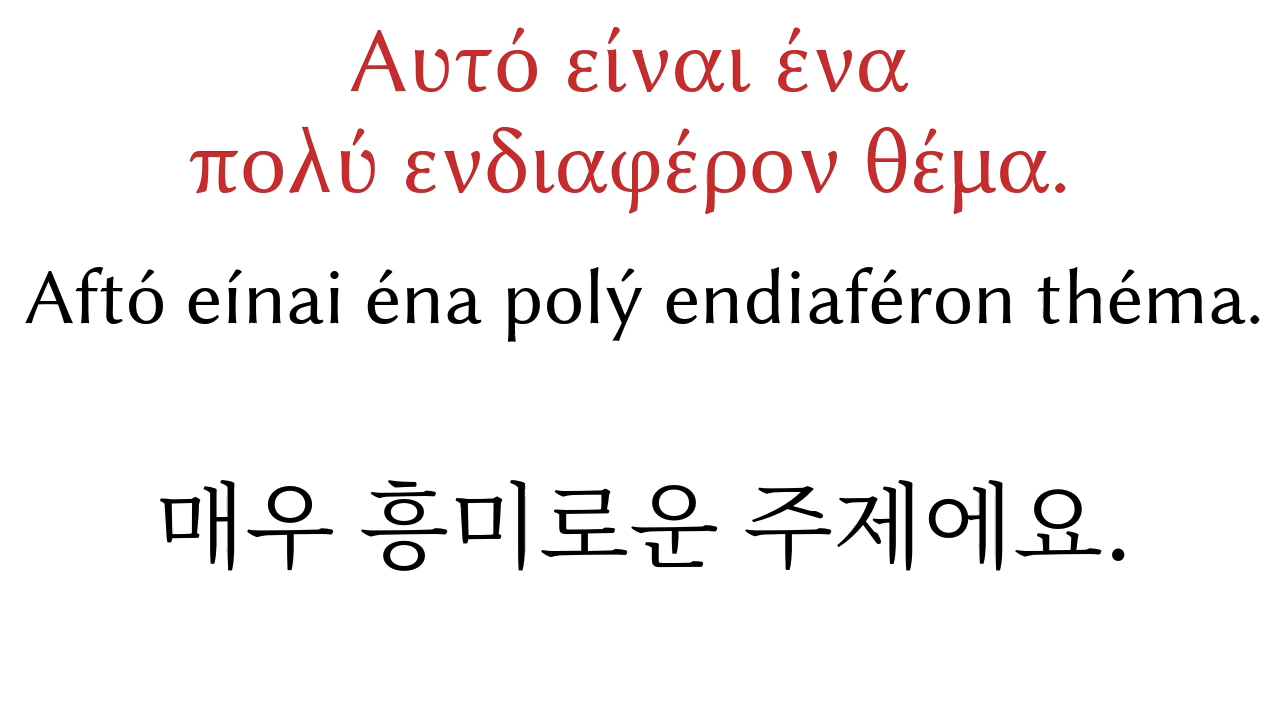 Αυτό είναι ένα
πολύ ενδιαφέρον θέμα.
Aftó eínai éna polý endiaféron théma.
매우 흥미로운 주제에요.